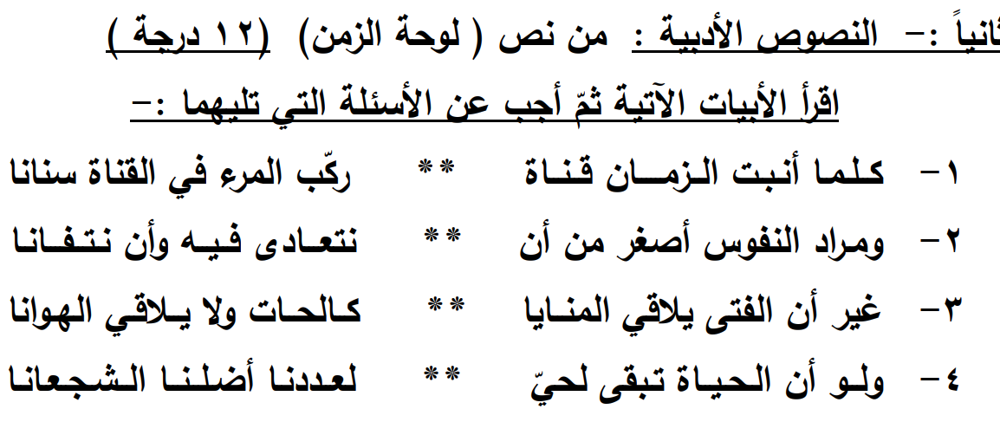 ثانياً :- النصوص الأدبية : من نص ( لوحة الزمن) (١٢ درجة )
اقرأ الأبيات الآتية ثمّ أجب عن الأسئلة التي تليهما :-
١- كلما أنبت الزمان قناة ** ركّب المرء في القناة سنانا
٢- ومراد النفوس أصغر من أن ** نتعادى فيه وأن نتفانا
٣- غير أن الفتى يلاقي المنايا ** كالحات ولا يلاقي الهوانا
٤- ولو أن الحياة تبقى لحيّ ** لعددنا أضلنا الشجعانا